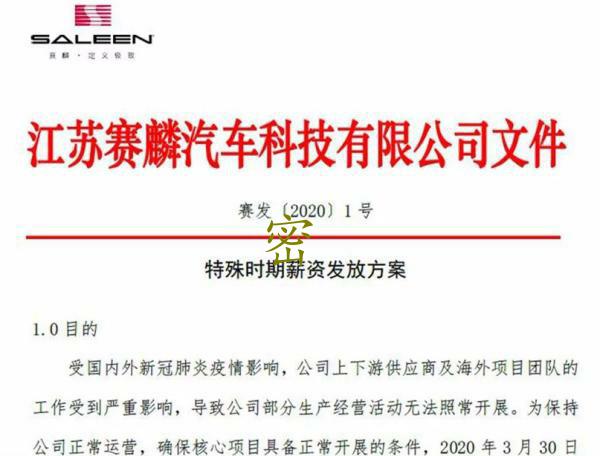 SALEEN
赛麟·定义极致
江苏赛麟汽车科技有限公司文件
赛发〔2020〕1号
密
特殊时期薪资发放方案
1.0 目的
受国内外新冠肺炎疫情影响，公司上下游供应商及海外项目团队的
工作受到严重影响，导致公司部分生产经营活动无法照常开展。为保持
公司正常运营，确保核心项目具备正常开展的条件，2020 年 3 月 30 日